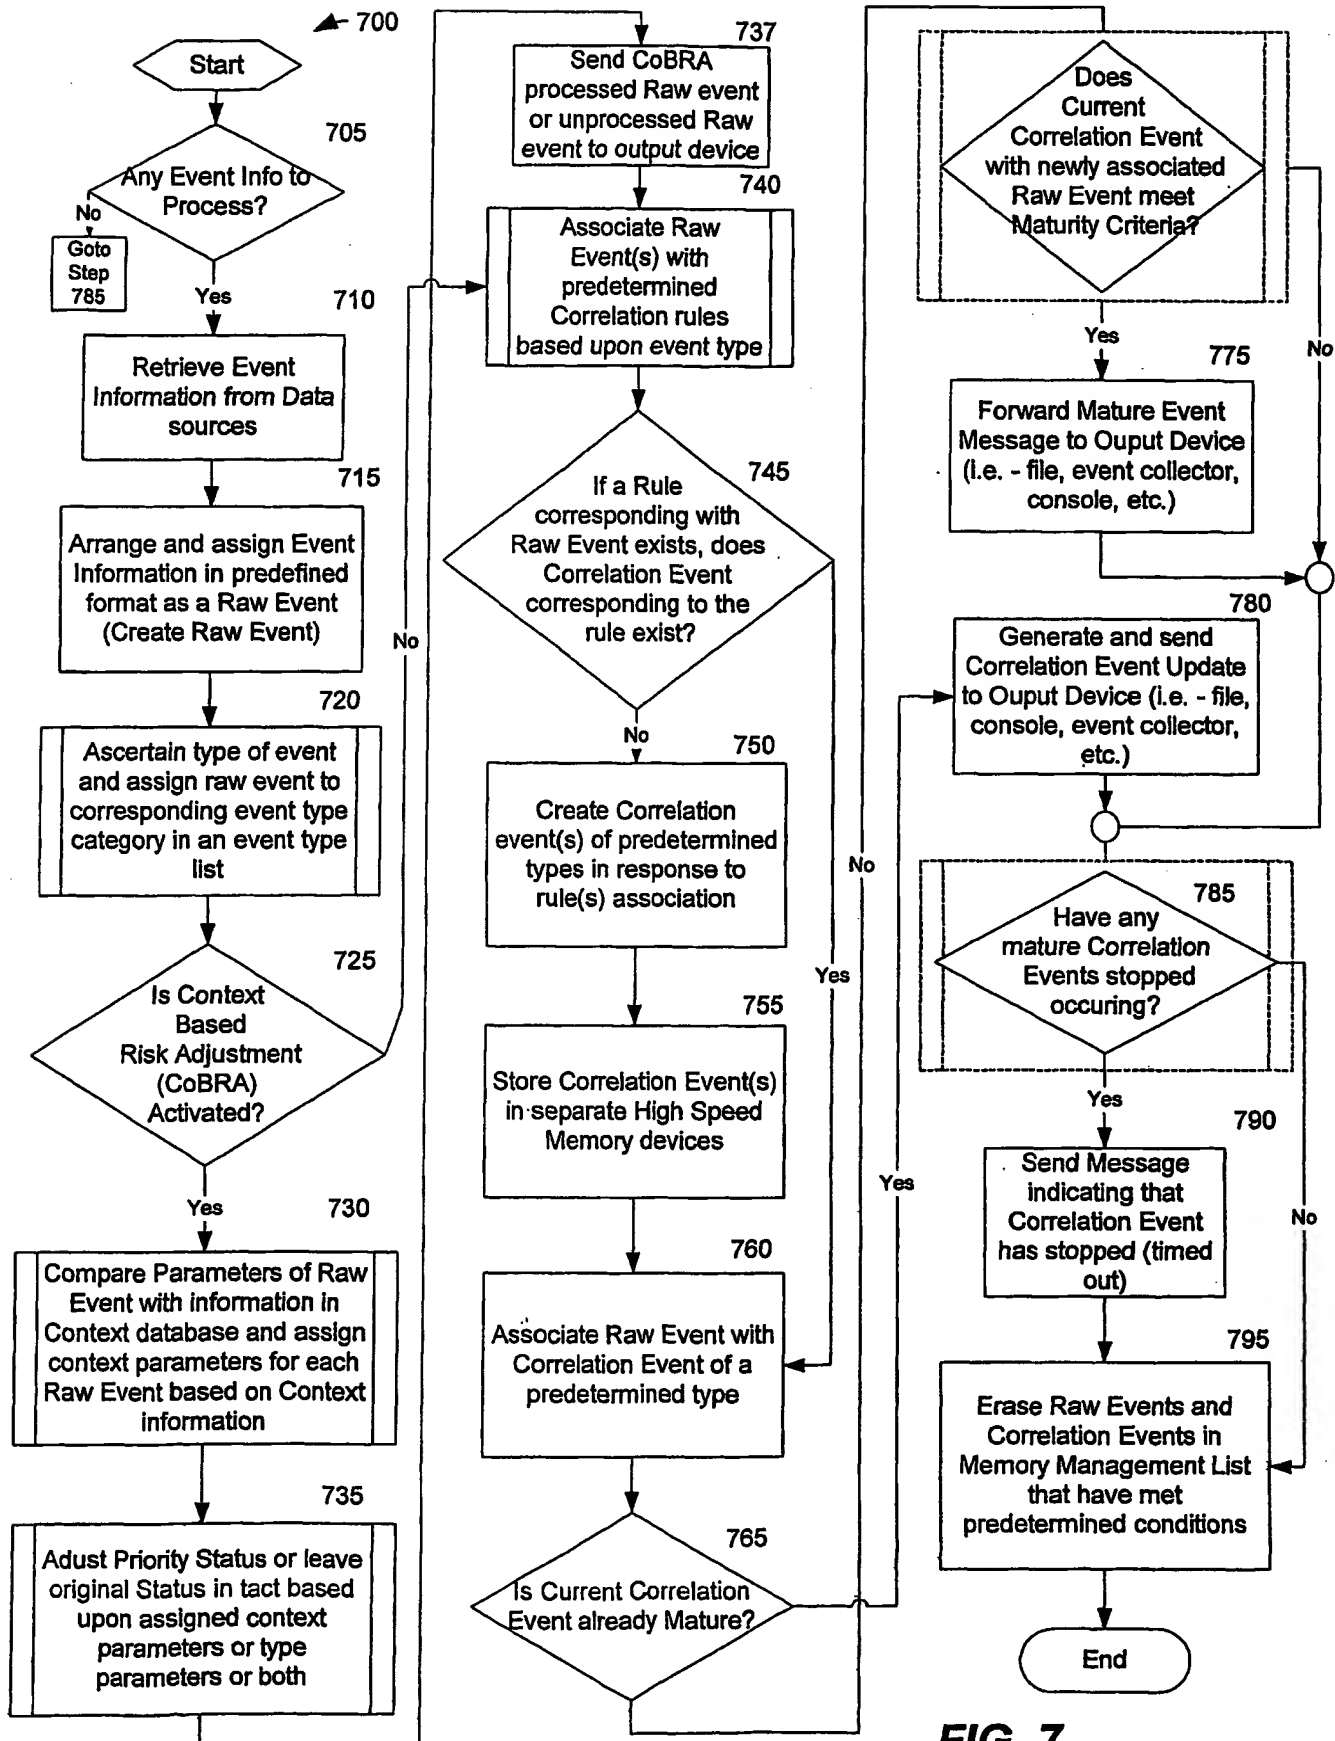 700
Start
705
Any Event Info to
Process?
No
Goto
Step
785
Yes
710
Retrieve Event
Information from Data
sources
715
Arrange and assign Event
Information in predefined
format as a Raw Event
(Create Raw Event)
720
Ascertain type of event
and assign raw event to
corresponding event type
category in an event type
list
725
Is Context
Based
Risk Adjustment
(CoBRA)
Activated?
No
Yes
730
Compare Parameters of Raw
Event with information in
Context database and assign
context parameters for each
Raw Event based on Context
information
735
Adust Priority Status or leave
original Status in tact based
upon assigned context
parameters or type
parameters or both
737
Send CoBRA
processed Raw event
or unprocessed Raw
event to output device
740
Associate Raw
Event(s) with
predetermined
Correlation rules
based upon event type
745
If a Rule
corresponding with
Raw Event exists, does
Correlation Event
corresponding to the
rule exist?
No
Yes
750
Create Correlation
event(s) of predetermined
types in response to
rule(s) association
755
Store Correlation Event(s)
in separate High Speed
Memory devices
760
Associate Raw Event with
Correlation Event of a
predetermined type
765
Is Current Correlation
Event already Mature?
No
Yes
Does
Current
Correlation Event
with newly associated
Raw Event meet
Maturity Criteria?
Yes
No
775
Forward Mature Event
Message to Ouput Device
(i.e. - file, event collector,
console, etc.)
780
Generate and send
Correlation Event Update
to Ouput Device (i.e. - file,
console, event collector,
etc.)
785
Have any
mature Correlation
Events stopped
occuring?
Yes
No
790
Send Message
indicating that
Correlation Event
has stopped (timed
out)
795
Erase Raw Events and
Correlation Events in
Memory Management List
that have met
predetermined conditions
End
FIG. 7